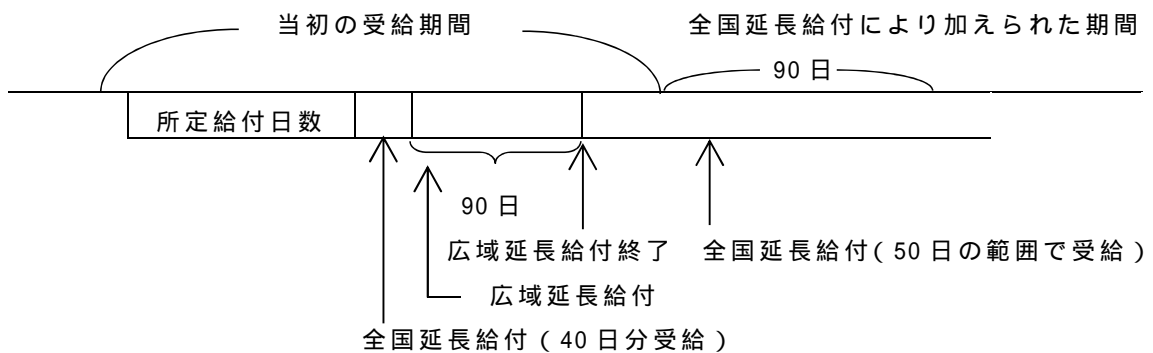 当初の受給期間
全国延長給付により加えられた期間
90日
所定給付日数
90日
広域延長給付終了
全国延長給付(50日の範囲で受給)
広域延長給付
全国延長給付(40日分受給)